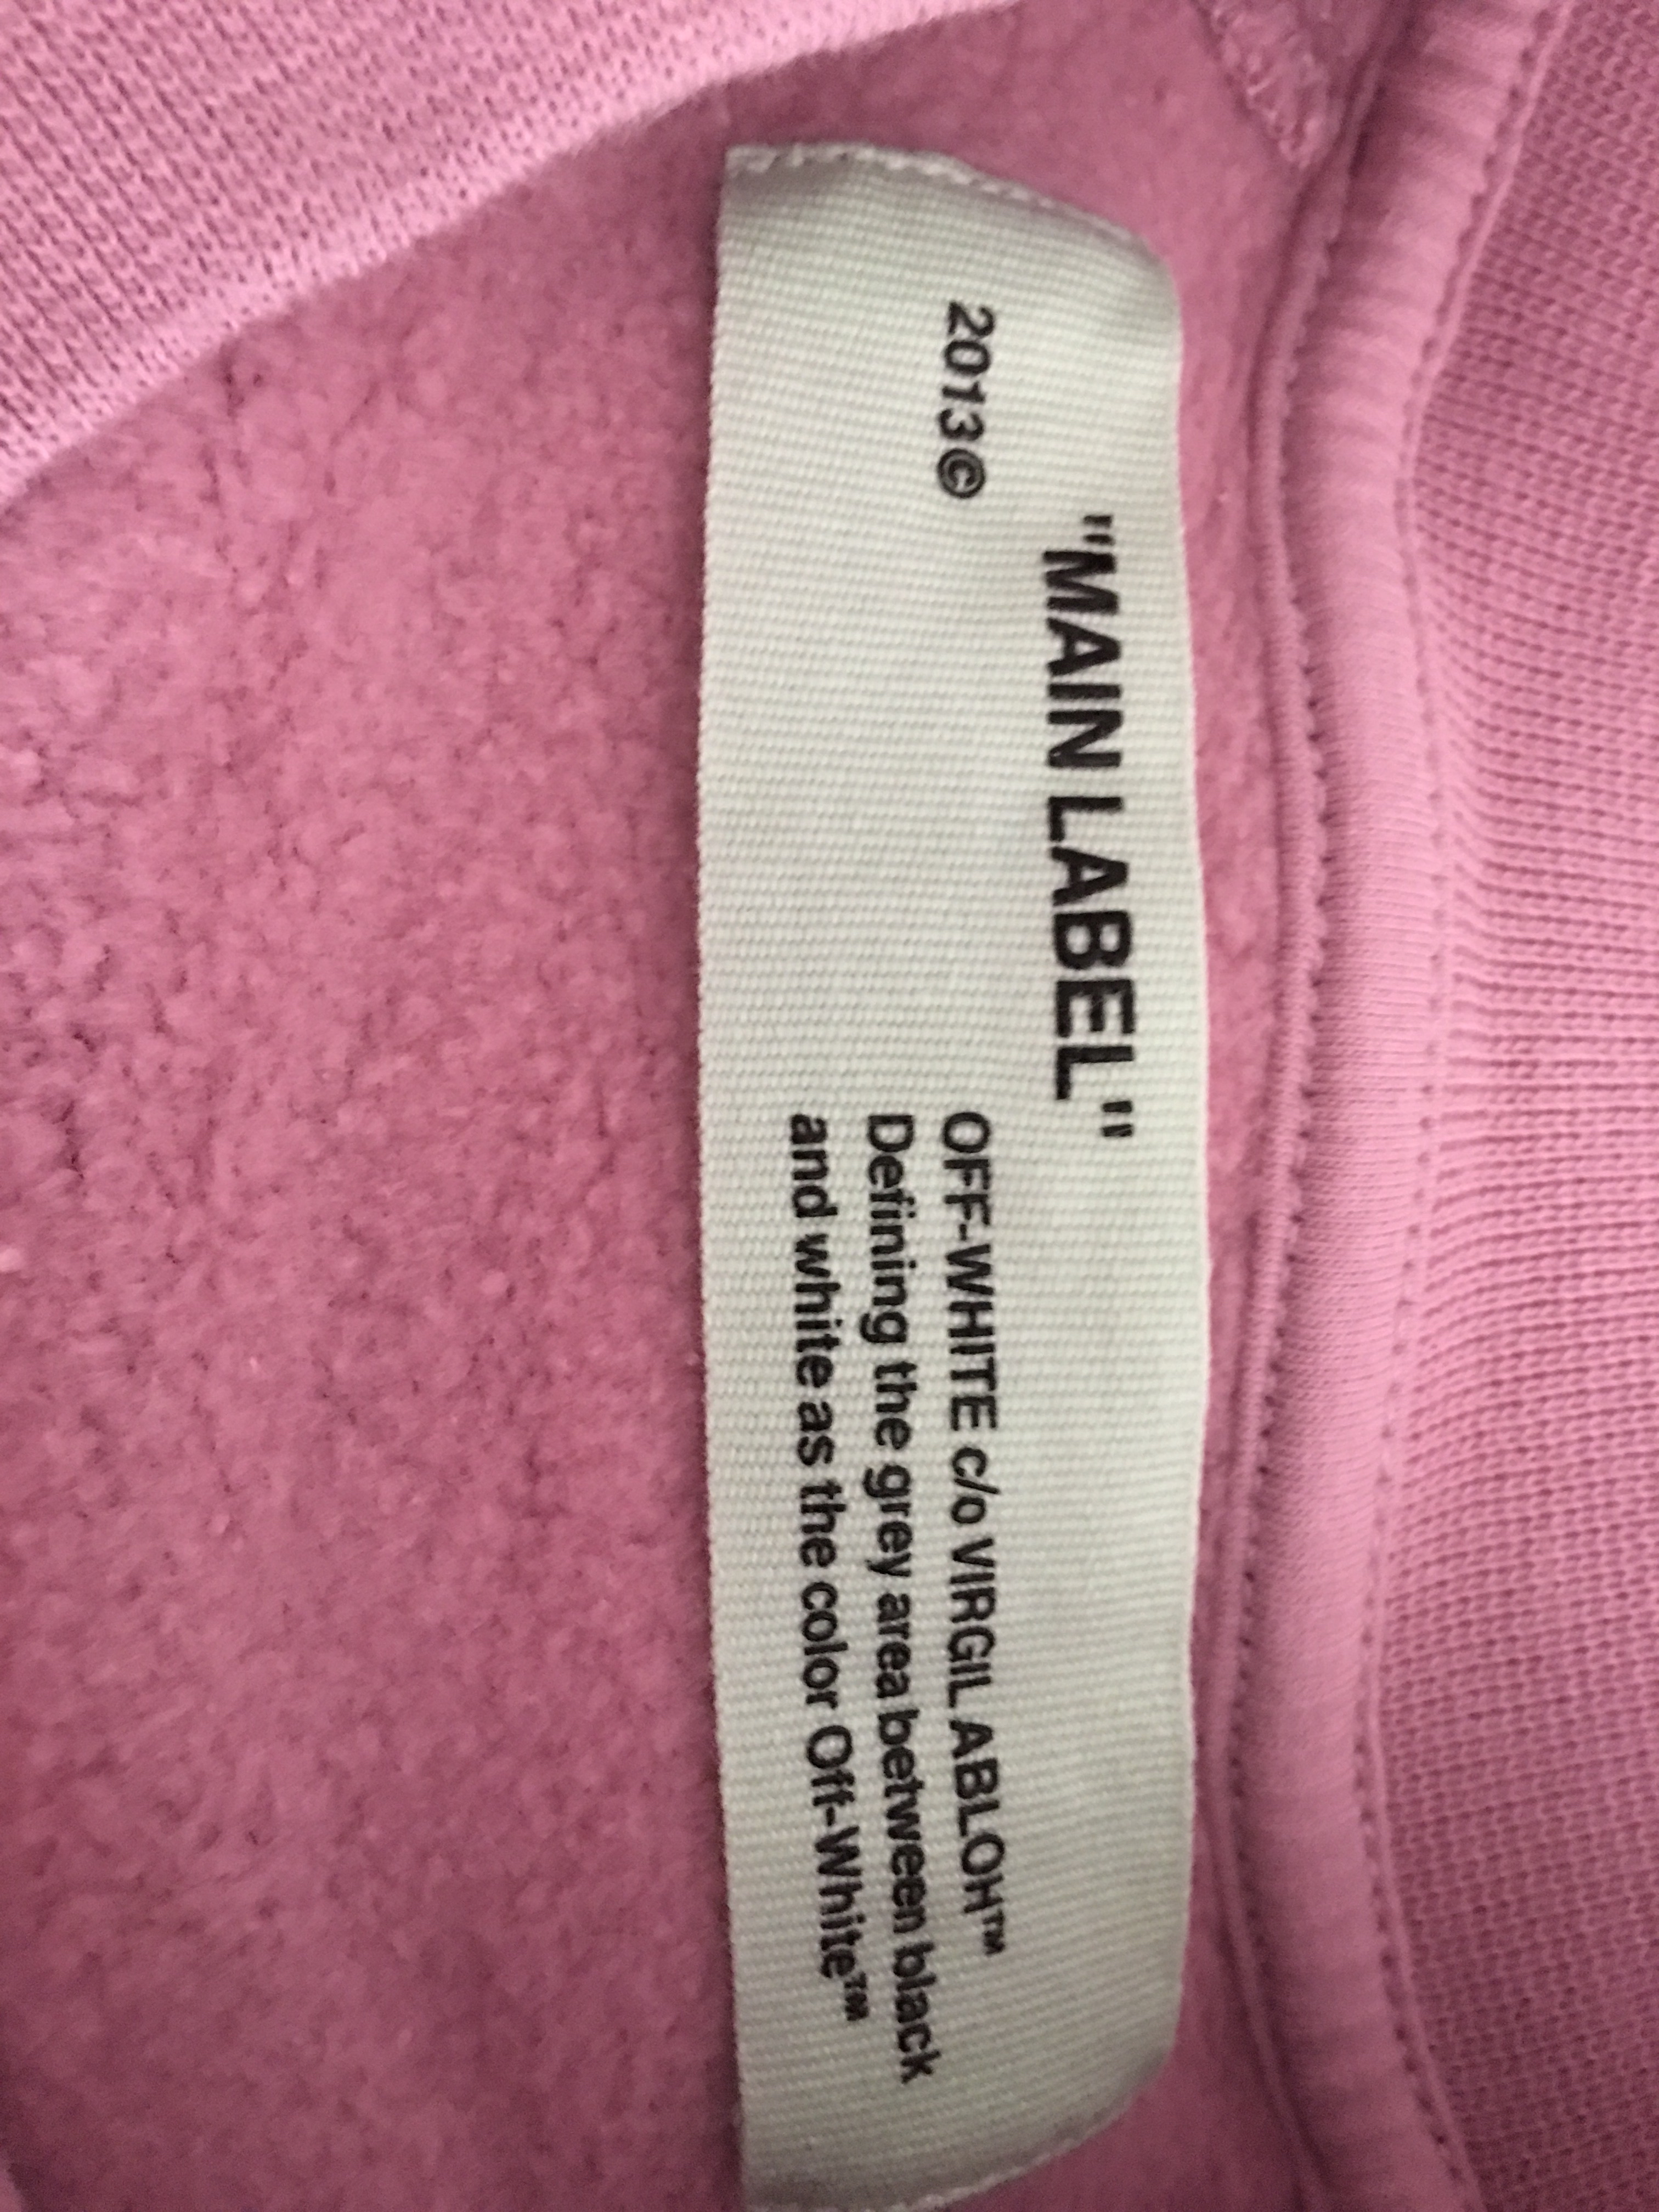 "MAIN LABEL"
2013©
OFF-WHITE c/o VIRGIL ABLOH™
Defining the grey area between black
and white as the color Off-White™